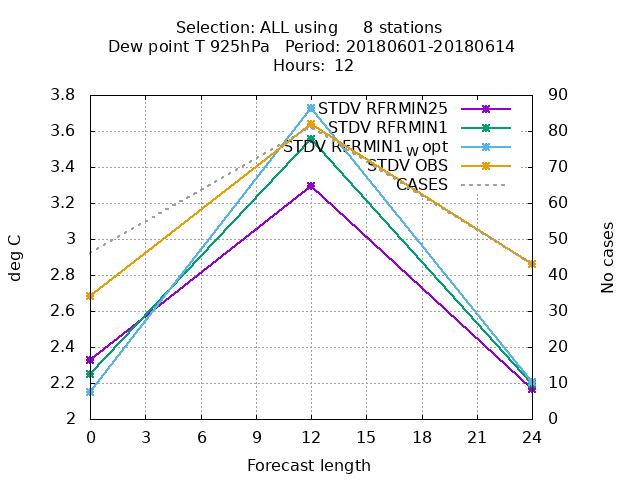 Selection: ALL using     8 stations
Dew point T 925hPa   Period: 20180601-20180614
Hours:  12
3.8
3.6
3.4
3.2
3
2.8
2.6
2.4
2.2
2
90
80
70
60
50
40
30
20
10
0
STDV RFRMIN25
STDV RFRMIN1
STDV RFRMIN1_W opt
STDV OBS
CASES
deg C
No cases
0 3 6 9 12 15 18 21 24
Forecast length